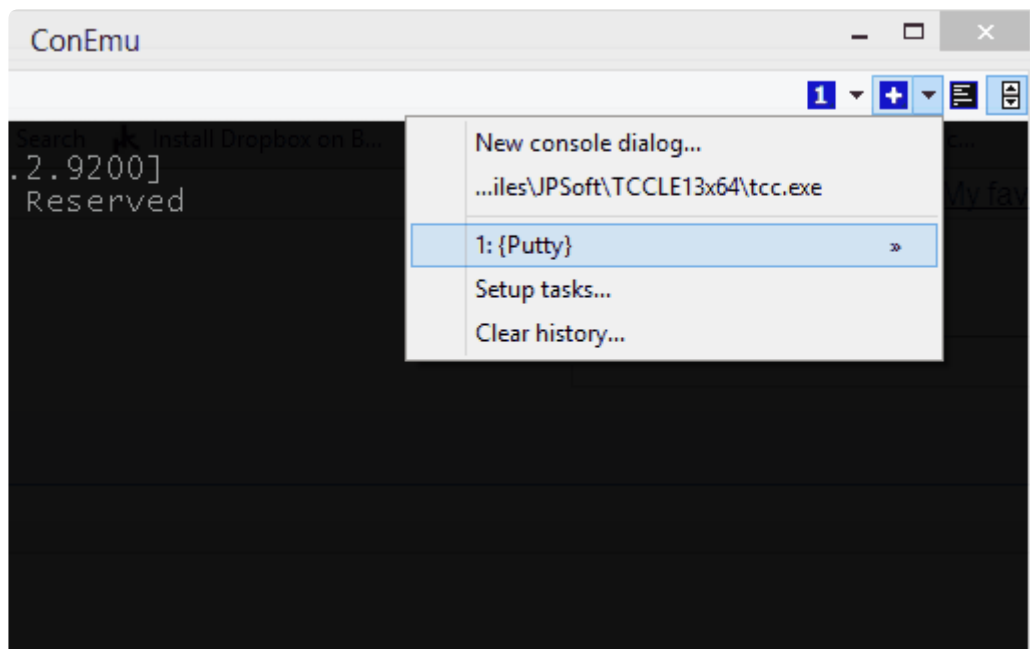 ConEmu
1
Search Install Dropbox on B...
.2.9200]
Reserved
New console dialog...
...iles\JPSoft\TCCLE13x64\tcc.exe
1: {Putty} »
Setup tasks...
Clear history...
c...
My fav